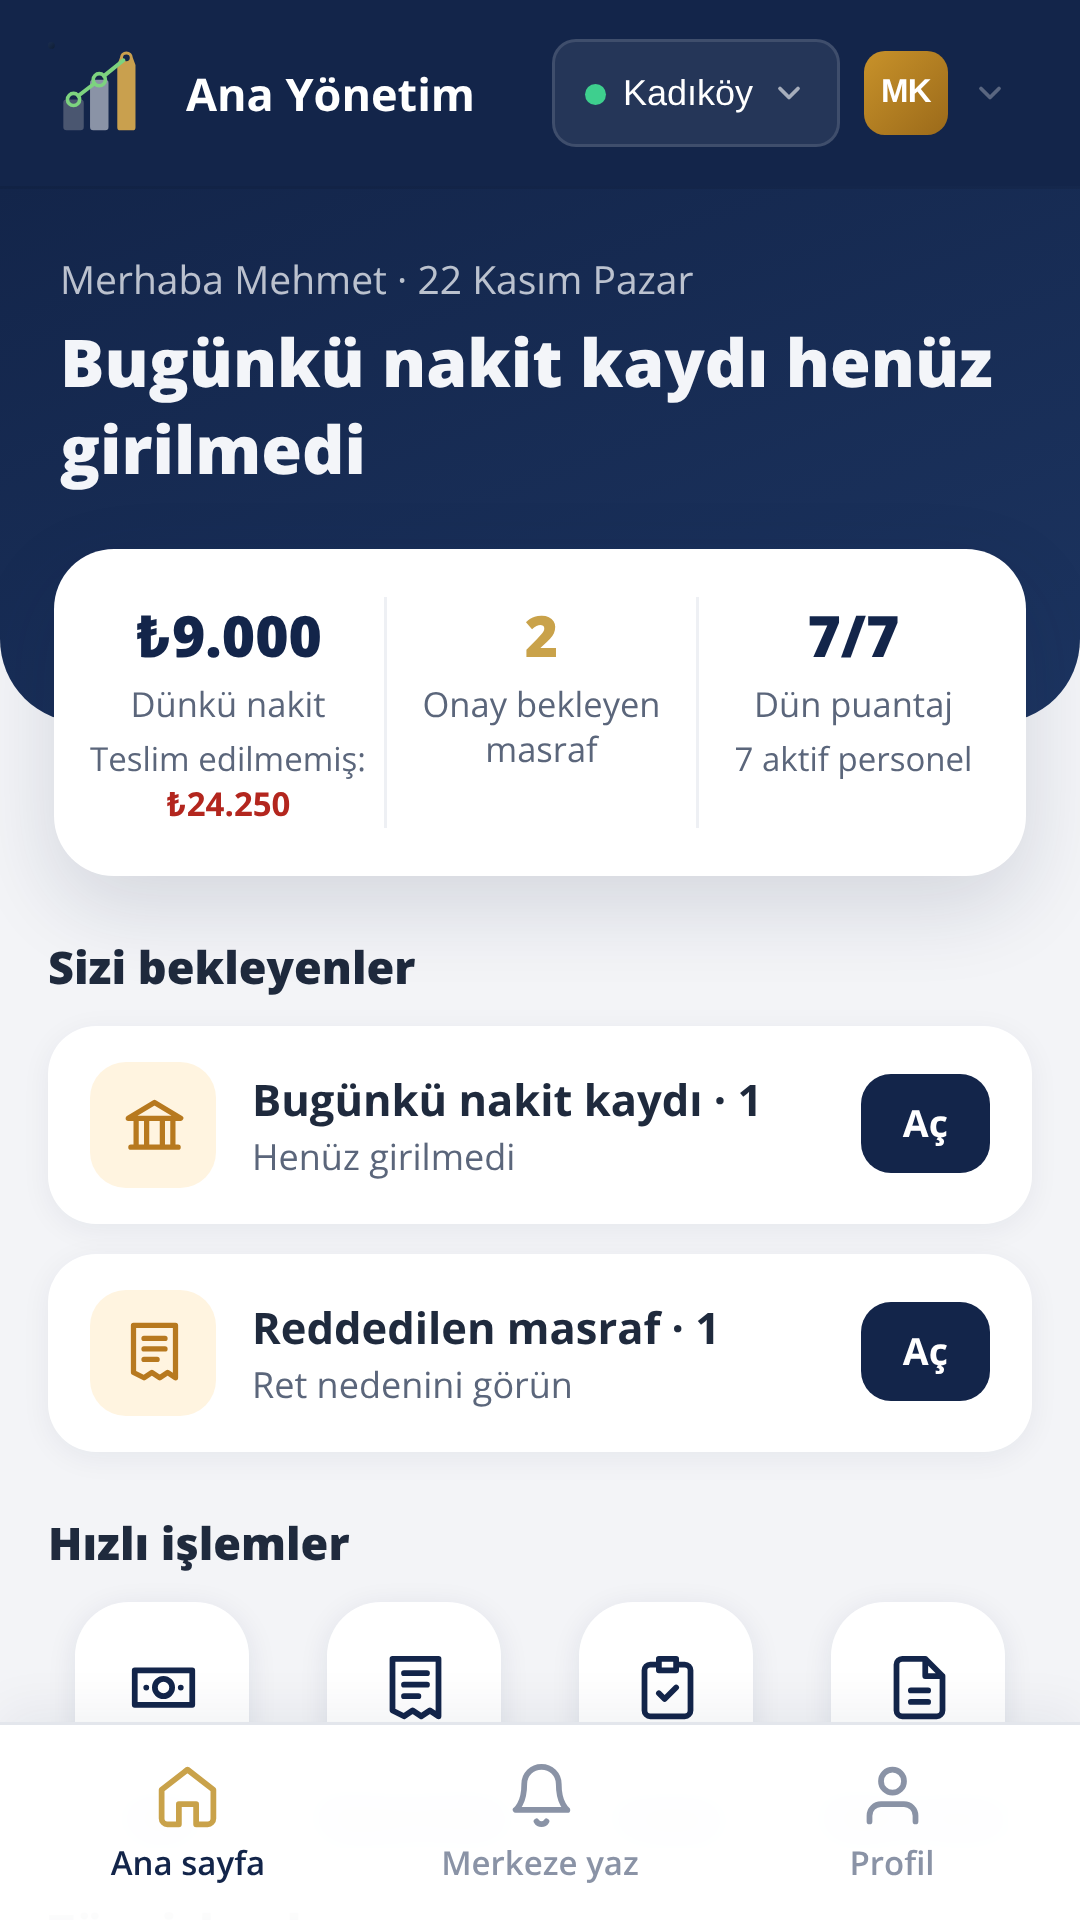 Ana Yönetim
Kadıköy
MK
Merhaba Mehmet · 22 Kasım Pazar
Bugünkü nakit kaydı henüz
girilmedi
₺9.000
Dünkü nakit
Teslim edilmemiş:
₺24.250
2
Onay bekleyen
masraf
7/7
Dün puantaj
7 aktif personel
Sizi bekleyenler
Bugünkü nakit kaydı · 1
Henüz girilmedi
Aç
Reddedilen masraf · 1
Ret nedenini görün
Aç
Hızlı işlemler
Ana sayfa
Merkeze yaz
Profil